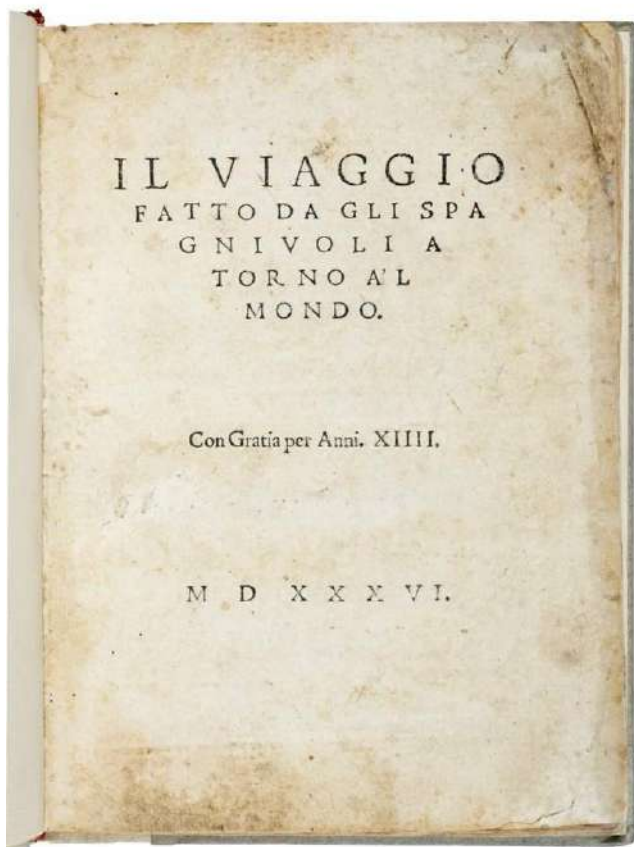 IL VIAGGIO
FATTO DA GLI SPA
GNIVOLI A
TORNO A'L
MONDO.
Con Gratia per Anni. XIIII.
M D X X X VI.